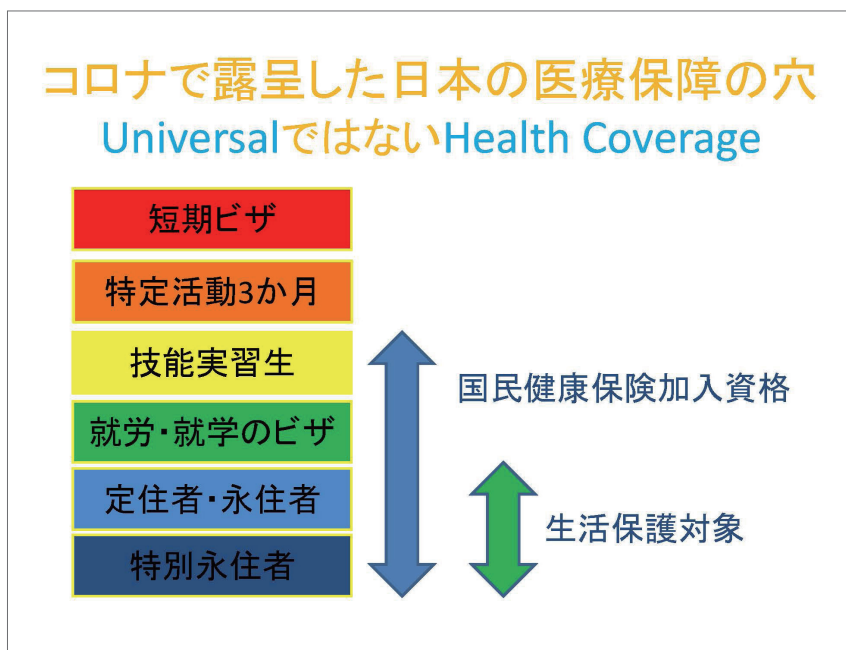 コロナで露呈した日本の医療保障の穴
UniversalではないHealth Coverage
短期ビザ
特定活動3か月
技能実習生
就労・就学のビザ
定住者・永住者
特別永住者
国民健康保険加入資格
生活保護対象